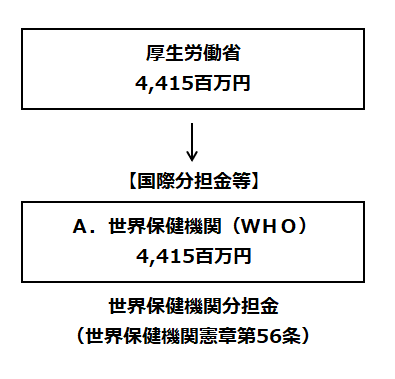 厚生労働省
4,415百万円
【国際分担金等】
Ａ．世界保健機関（ＷＨＯ）
4,415百万円
世界保健機関分担金
（世界保健機関憲章第56条）